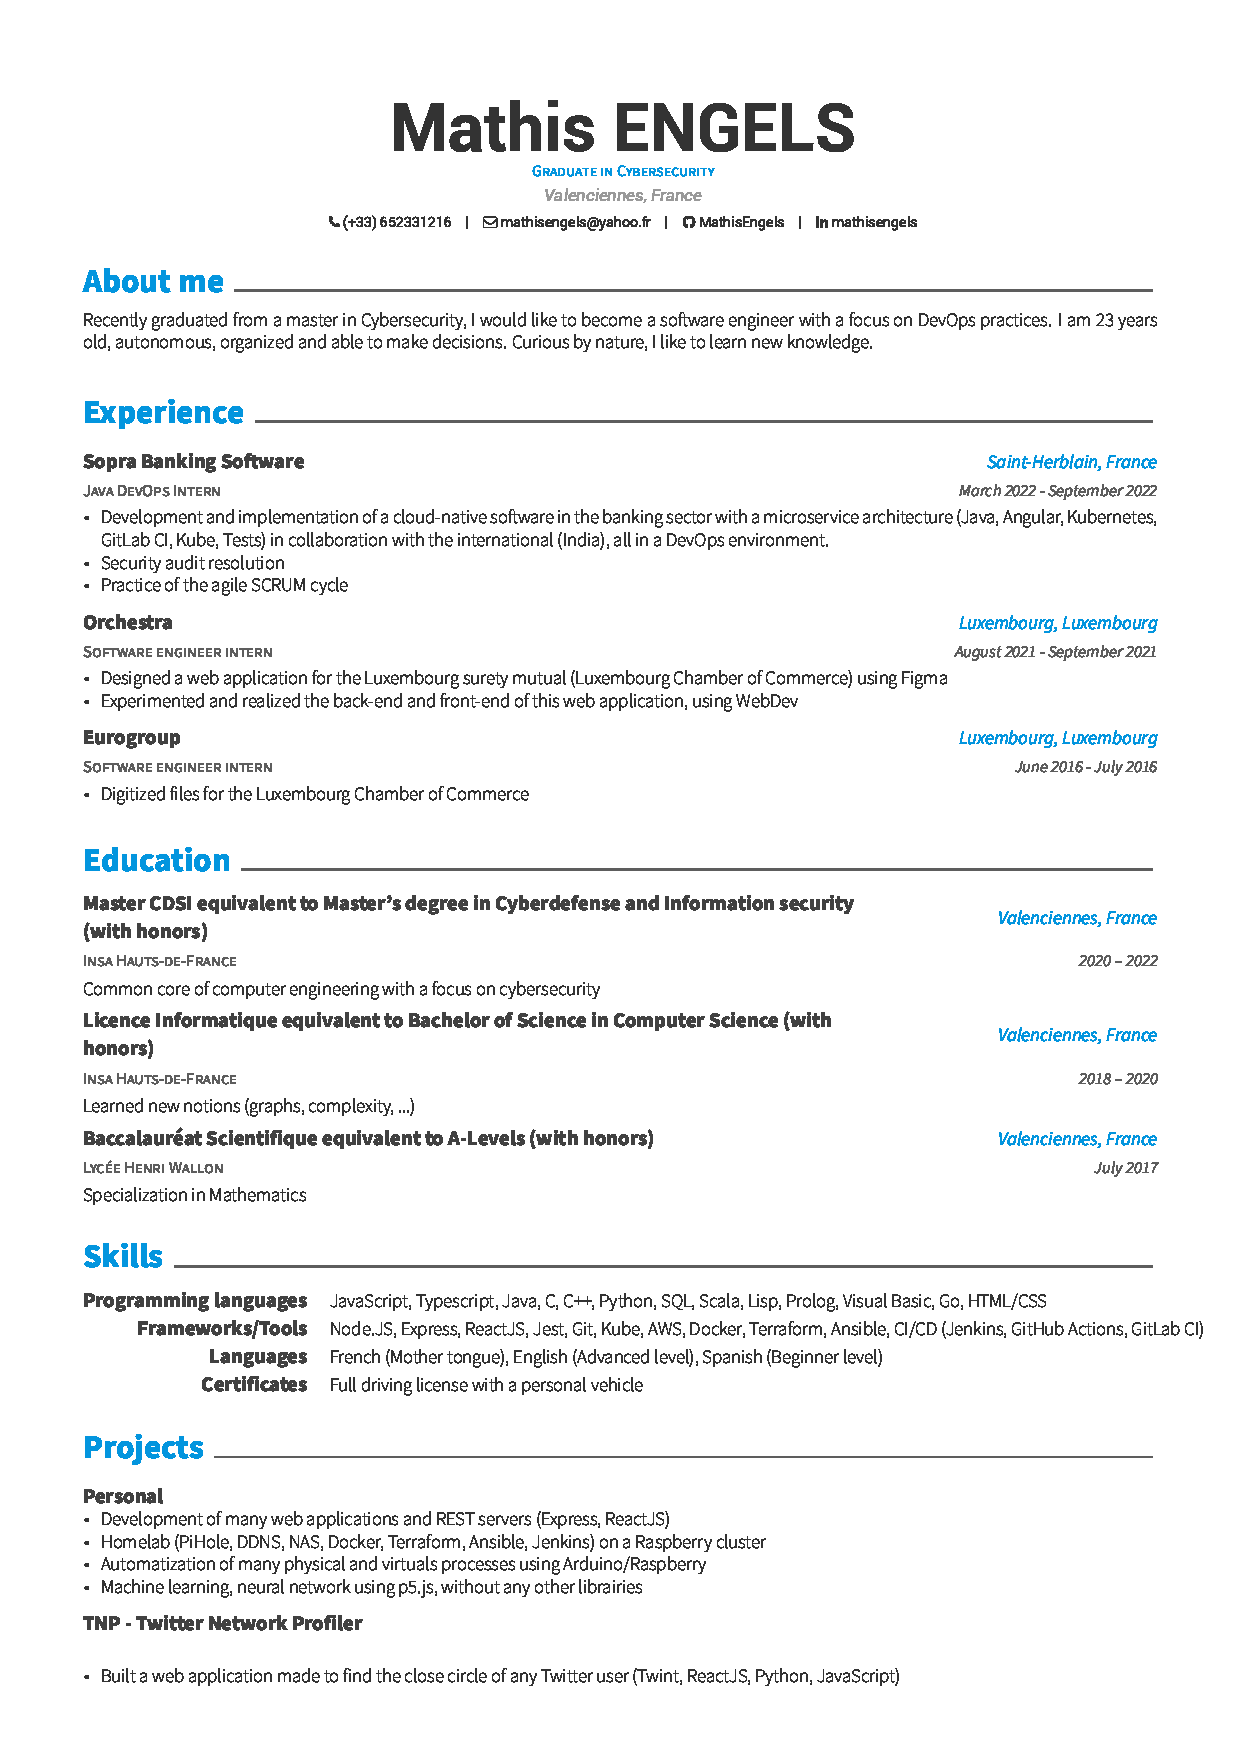 Mathis ENGELS
Graduate in Cybersecurity
Valenciennes, France
(+33) 652331216 | mathisengels@yahoo.fr | MathisEngels | mathisengels
About me
Recently graduated from a master in Cybersecurity, I would like to become a software engineer with a focus on DevOps practices. I am 23 years
old, autonomous, organized and able to make decisions. Curious by nature, I like to learn new knowledge.
Experience
Sopra Banking Software Saint-Herblain, France
Java DevOps Intern March 2022 - September 2022
• Development and implementation of a cloud-native software in the banking sector with a microservice architecture (Java, Angular, Kubernetes,
GitLab CI, Kube, Tests) in collaboration with the international (India), all in a DevOps environment.
• Security audit resolution
• Practice of the agile SCRUM cycle
Orchestra Luxembourg, Luxembourg
Software engineer intern August 2021 - September 2021
• Designed a web application for the Luxembourg surety mutual (Luxembourg Chamber of Commerce) using Figma
• Experimented and realized the back-end and front-end of this web application, using WebDev
Eurogroup Luxembourg, Luxembourg
Software engineer intern June 2016 - July 2016
• Digitized files for the Luxembourg Chamber of Commerce
Education
Master CDSI equivalent to Master's degree in Cyberdefense and Information security
(with honors) Valenciennes, France
Insa Hauts-de-France 2020 – 2022
Common core of computer engineering with a focus on cybersecurity
Licence Informatique equivalent to Bachelor of Science in Computer Science (with
honors) Valenciennes, France
Insa Hauts-de-France 2018 – 2020
Learned new notions (graphs, complexity, ...)
Baccalauréat Scientifique equivalent to A-Levels (with honors) Valenciennes, France
Lycée Henri Wallon July 2017
Specialization in Mathematics
Skills
Programming languages JavaScript, Typescript, Java, C, C++, Python, SQL, Scala, Lisp, Prolog, Visual Basic, Go, HTML/CSS
Frameworks/Tools Node.JS, Express, ReactJS, Jest, Git, Kube, AWS, Docker, Terraform, Ansible, CI/CD (Jenkins, GitHub Actions, GitLab CI)
Languages French (Mother tongue), English (Advanced level), Spanish (Beginner level)
Certificates Full driving license with a personal vehicle
Projects
Personal
• Development of many web applications and REST servers (Express, ReactJS)
• Homelab (PiHole, DDNS, NAS, Docker, Terraform, Ansible, Jenkins) on a Raspberry cluster
• Automatization of many physical and virtuals processes using Arduino/Raspberry
• Machine learning, neural network using p5.js, without any other librairies
TNP - Twitter Network Profiler
• Built a web application made to find the close circle of any Twitter user (Twint, ReactJS, Python, JavaScript)